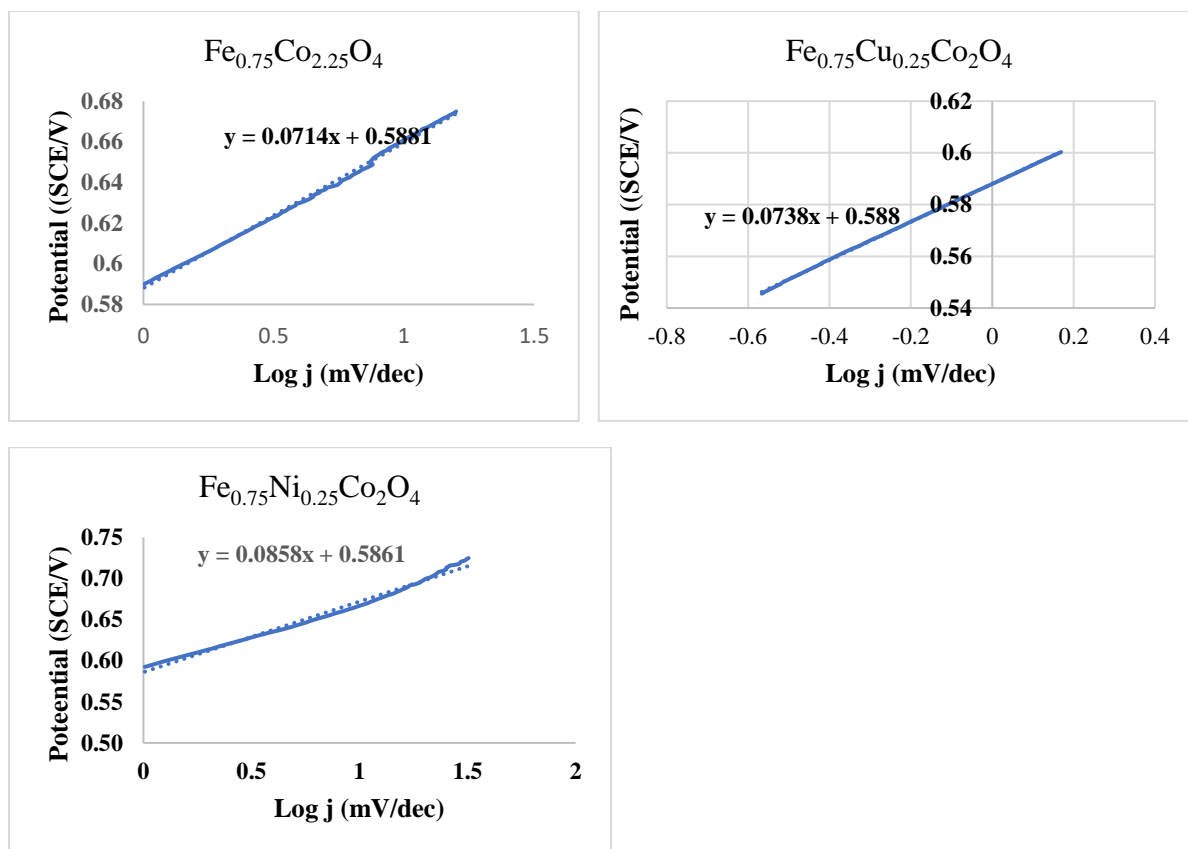 Fe0.75Co2.25O4
y = 0.0714x + 0.5881
Potential ((SCE/V)
0.68
0.66
0.64
0.62
0.6
0.58
0
0.5
1
1.5
Log j (mV/dec)
Fe0.75Cu0.25Co2O4
y = 0.0738x + 0.588
Potential ((SCE/V)
0.62
0.6
0.58
0.56
0.54
-0.8
-0.6
-0.4
-0.2
0
0.2
0.4
Log j (mV/dec)
Fe0.75Ni0.25Co2O4
y = 0.0858x + 0.5861
Poteential (SCE/V)
0.75
0.70
0.65
0.60
0.55
0.50
0
0.5
1
1.5
2
Log j (mV/dec)